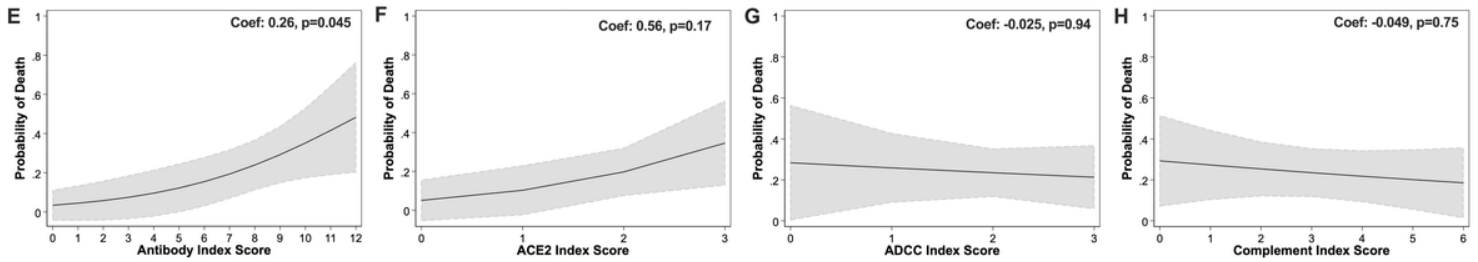 E
Coef: 0.26, p=0.045
Probability of Death
1
.8
.6
.4
.2
0
0 1 2 3 4 5 6 7 8 9 10 11 12
Antibody Index Score
F
Coef: 0.56, p=0.17
Probability of Death
1
.8
.6
.4
.2
0
0 1 2 3
ACE2 Index Score
G
Coef: -0.025, p=0.94
Probability of Death
1
.8
.6
.4
.2
0
0 1 2 3
ADCC Index Score
H
Coef: -0.049, p=0.75
Probability of Death
1
.8
.6
.4
.2
0
0 1 2 3 4 5 6
Complement Index Score